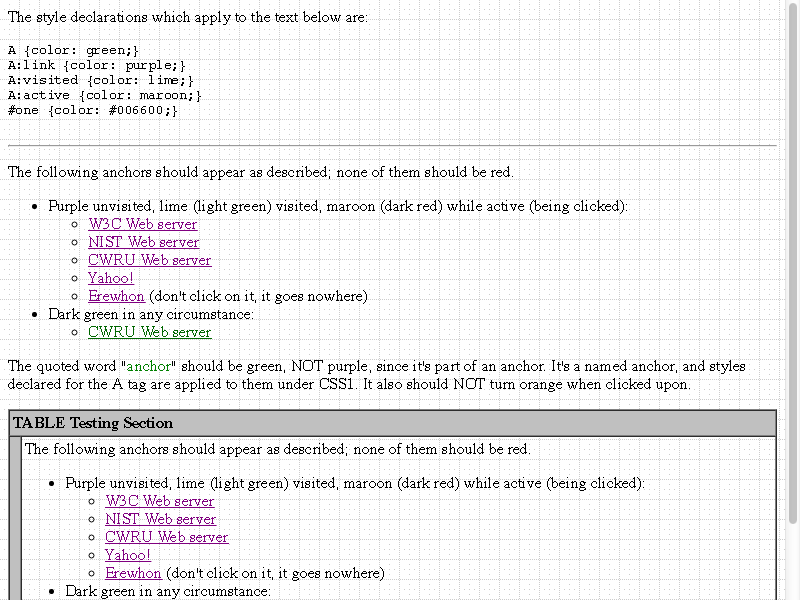 The style declarations which apply to the text below are:
A {color: green;}
A:link {color: purple;}
A:visited {color: lime;}
A:active {color: maroon;}
#one {color: #006600;}
The following anchors should appear as described; none of them should be red.
Purple unvisited, lime (light green) visited, maroon (dark red) while active (being clicked):
W3C Web server
NIST Web server
CWRU Web server
Yahoo!
Erewhon (don't click on it, it goes nowhere)
Dark green in any circumstance:
CWRU Web server
The quoted word "anchor" should be green, NOT purple, since it's part of an anchor. It's a named anchor, and styles
declared for the A tag are applied to them under CSS1. It also should NOT turn orange when clicked upon.
TABLE Testing Section
The following anchors should appear as described; none of them should be red.
Purple unvisited, lime (light green) visited, maroon (dark red) while active (being clicked):
W3C Web server
NIST Web server
CWRU Web server
Yahoo!
Erewhon (don't click on it, it goes nowhere)
Dark green in any circumstance: